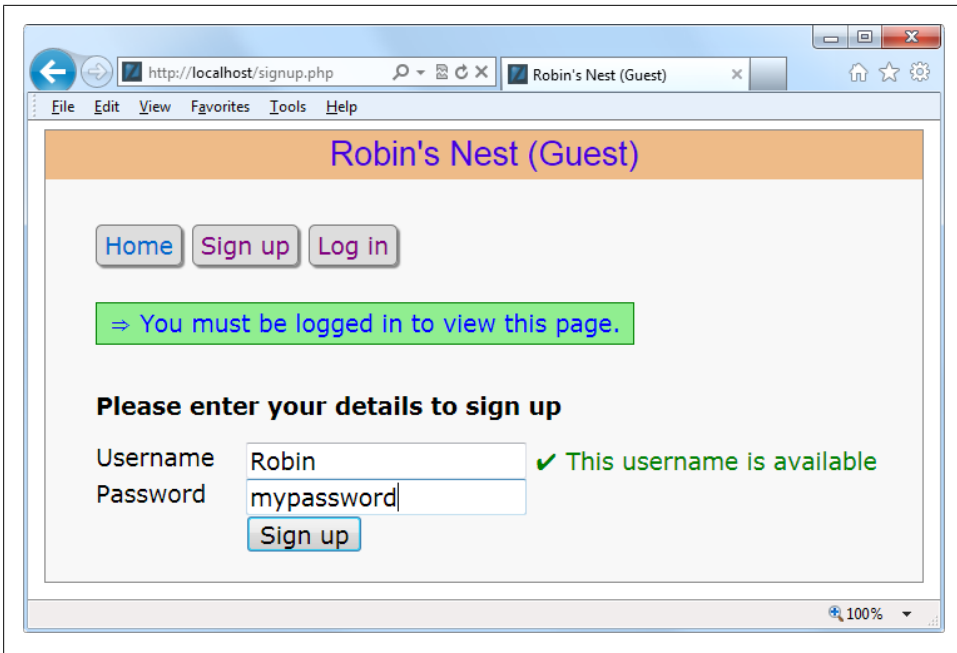 http://localhost/signup.php
Robin's Nest (Guest)
File Edit View Favorites Tools Help
Robin's Nest (Guest)
Home Sign up Log in
⇒ You must be logged in to view this page.
Please enter your details to sign up
Username Robin ✔ This username is available
Password mypassword
Sign up
100%